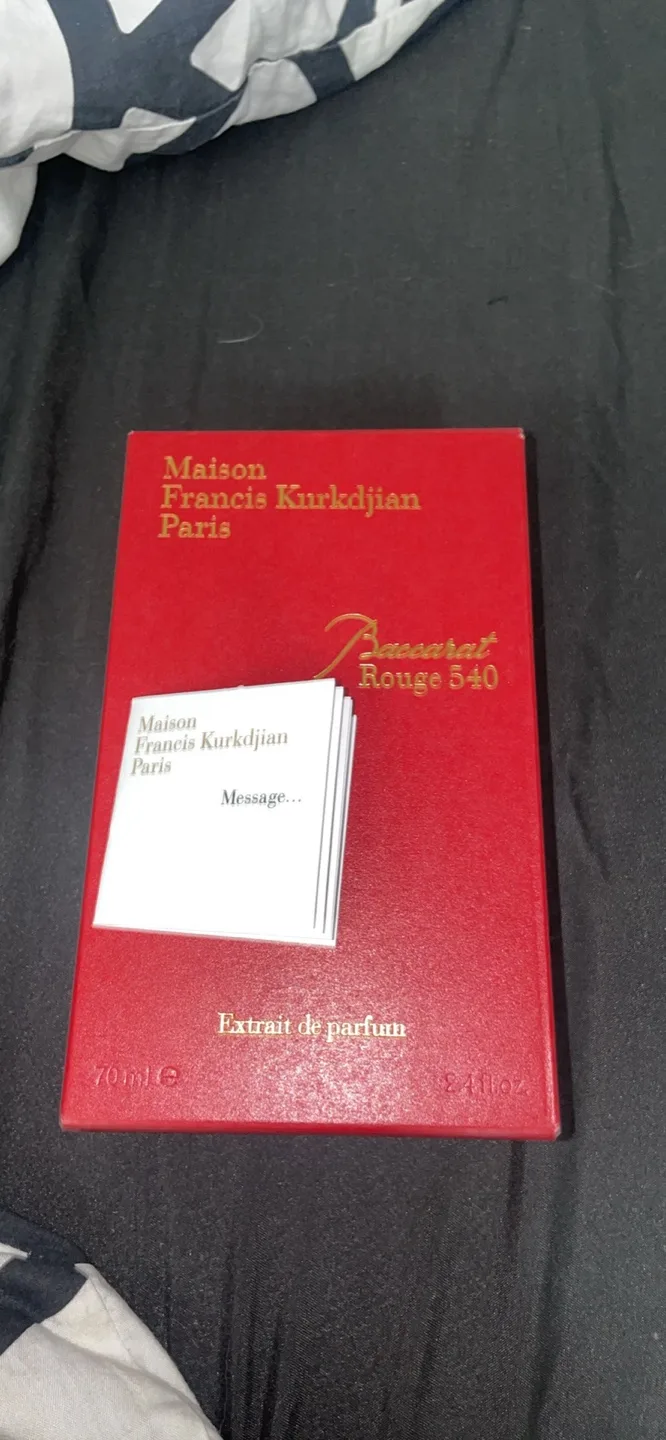 Maison
Francis Kurkdjian
Paris
Baccarat
Rouge 540
Maison
Francis Kurkdjian
Paris
Message...
Extrait de parfum
70 ml ℮ 2.4 fl.oz